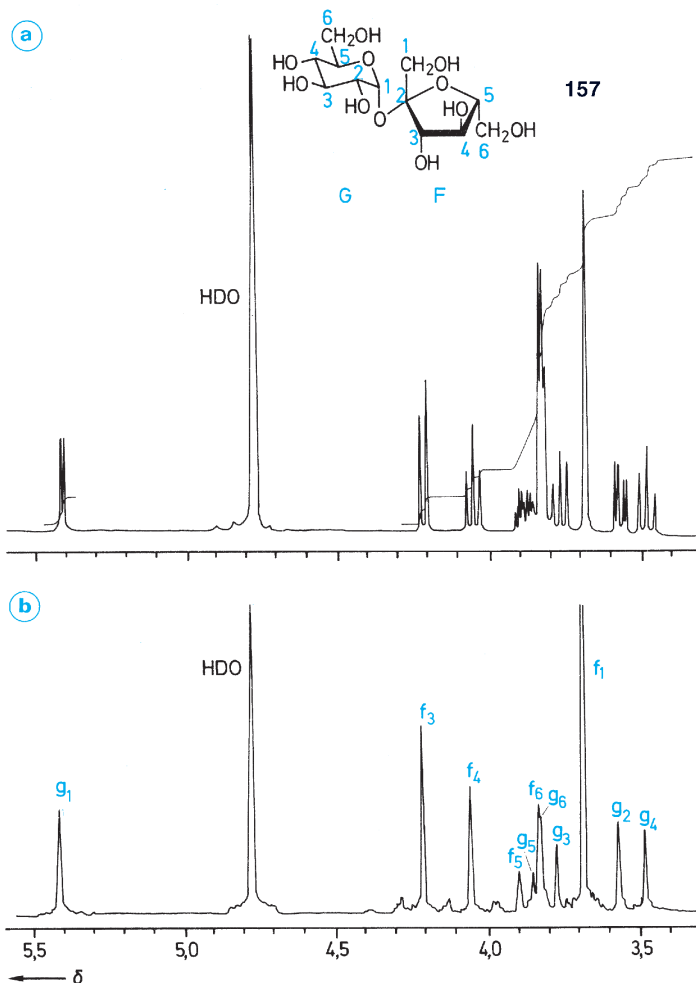 a
6
CH₂OH
HO
4
5
O
HO
2
1
3
HO
O
1
CH₂OH
O
2
5
HO
3
4
CH₂OH
6
OH
157
G
F
HDO
b
HDO
f₁
f₃
f₄
g₁
f₆
g₆
g₅
g₃
f₅
g₂
g₄
5,5
5,0
4,5
4,0
3,5
δ